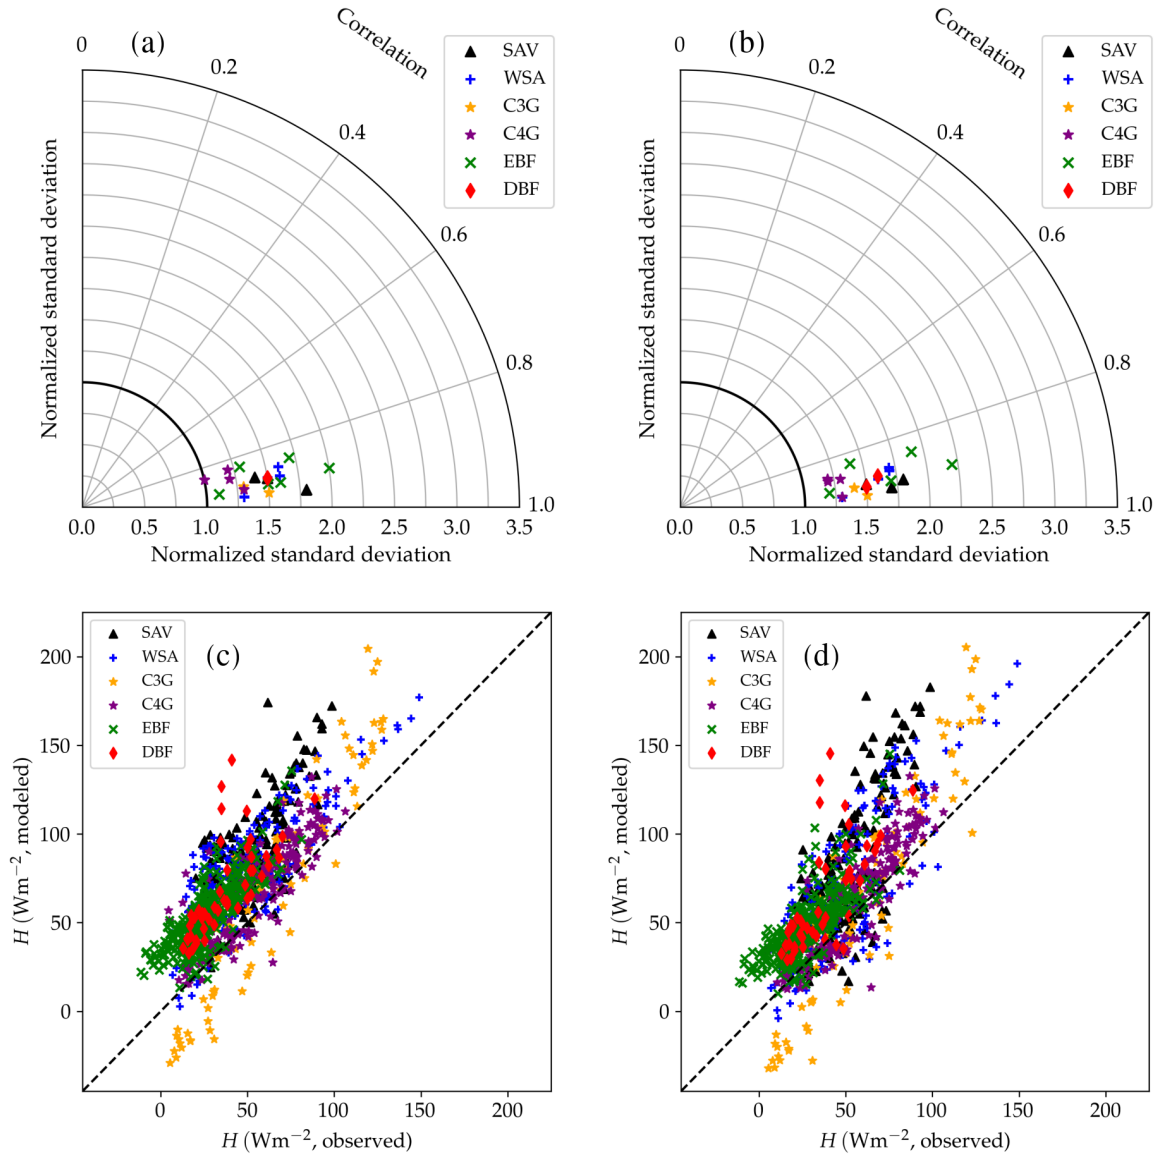 (a)
Correlation
0
0.2
0.4
0.6
0.8
1.0
SAV
WSA
C3G
C4G
EBF
DBF
Normalized standard deviation
0.0 0.5 1.0 1.5 2.0 2.5 3.0 3.5
Normalized standard deviation
(b)
Correlation
0
0.2
0.4
0.6
0.8
1.0
SAV
WSA
C3G
C4G
EBF
DBF
Normalized standard deviation
0.0 0.5 1.0 1.5 2.0 2.5 3.0 3.5
Normalized standard deviation
(c)
SAV
WSA
C3G
C4G
EBF
DBF
H (Wm−2, modeled)
200
150
100
50
0
0 50 100 150 200
H (Wm−2, observed)
(d)
SAV
WSA
C3G
C4G
EBF
DBF
H (Wm−2, modeled)
200
150
100
50
0
0 50 100 150 200
H (Wm−2, observed)